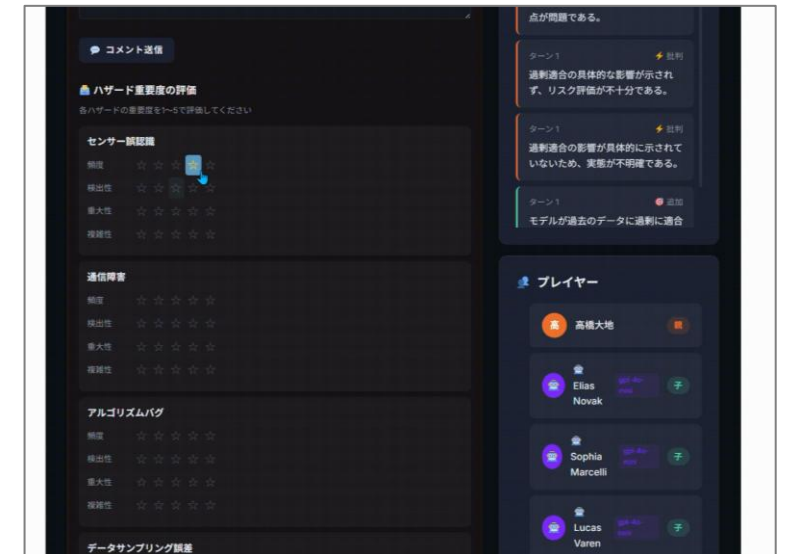 コメント送信
ハザード重要度の評価
各ハザードの重要度を1〜5で評価してください
センサー誤認識
頻度
検出性
重大性
複雑性
通信障害
頻度
検出性
重大性
複雑性
アルゴリズムバグ
頻度
検出性
重大性
複雑性
データサンプリング誤差
点が問題である。
ターン1 批判
過剰適合の具体的な影響が示され
ず、リスク評価が不十分である。
ターン1 批判
過剰適合の影響が具体的に示されて
いないため、実態が不明確である。
ターン1 追加
モデルが過去のデータに過剰に適合
プレイヤー
高 高橋大地 親
Elias
Novak
子
Sophia
Marcelli
子
Lucas
Varen
子